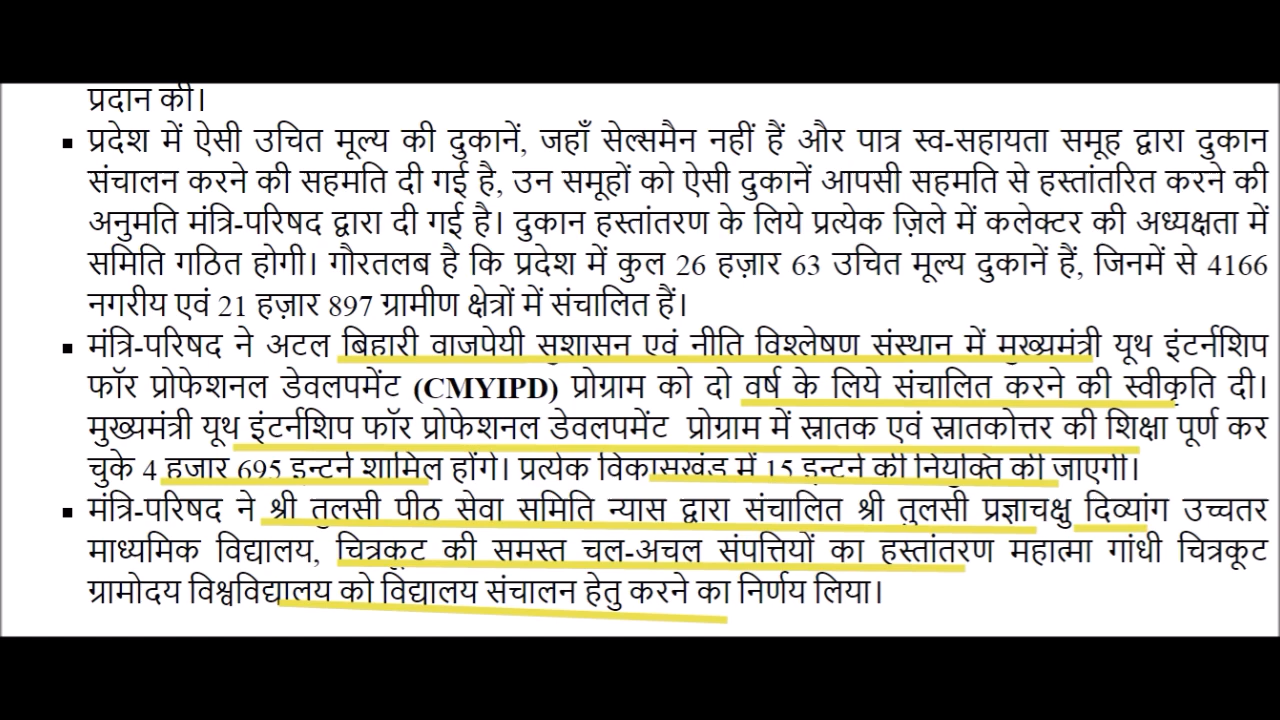 प्रदान की।
▪ प्रदेश में ऐसी उचित मूल्य की दुकानें, जहाँ सेल्समैन नहीं हैं और पात्र स्व-सहायता समूह द्वारा दुकान
संचालन करने की सहमति दी गई है, उन समूहों को ऐसी दुकानें आपसी सहमति से हस्तांतरित करने की
अनुमति मंत्रि-परिषद द्वारा दी गई है। दुकान हस्तांतरण के लिये प्रत्येक ज़िले में कलेक्टर की अध्यक्षता में
समिति गठित होगी। गौरतलब है कि प्रदेश में कुल 26 हज़ार 63 उचित मूल्य दुकानें हैं, जिनमें से 4166
नगरीय एवं 21 हज़ार 897 ग्रामीण क्षेत्रों में संचालित हैं।
▪ मंत्रि-परिषद ने अटल बिहारी वाजपेयी सुशासन एवं नीति विश्लेषण संस्थान में मुख्यमंत्री यूथ इंटर्नशिप
फॉर प्रोफेशनल डेवलपमेंट (CMYIPD) प्रोग्राम को दो वर्ष के लिये संचालित करने की स्वीकृति दी।
मुख्यमंत्री यूथ इंटर्नशिप फॉर प्रोफेशनल डेवलपमेंट प्रोग्राम में स्नातक एवं स्नातकोत्तर की शिक्षा पूर्ण कर
चुके 4 हजार 695 इन्टर्न शामिल होंगे। प्रत्येक विकासखंड में 15 इन्टर्न की नियुक्ति की जाएगी।
▪ मंत्रि-परिषद ने श्री तुलसी पीठ सेवा समिति न्यास द्वारा संचालित श्री तुलसी प्रज्ञाचक्षु दिव्यांग उच्चतर
माध्यमिक विद्यालय, चित्रकूट की समस्त चल-अचल संपत्तियों का हस्तांतरण महात्मा गांधी चित्रकूट
ग्रामोदय विश्वविद्यालय को विद्यालय संचालन हेतु करने का निर्णय लिया।